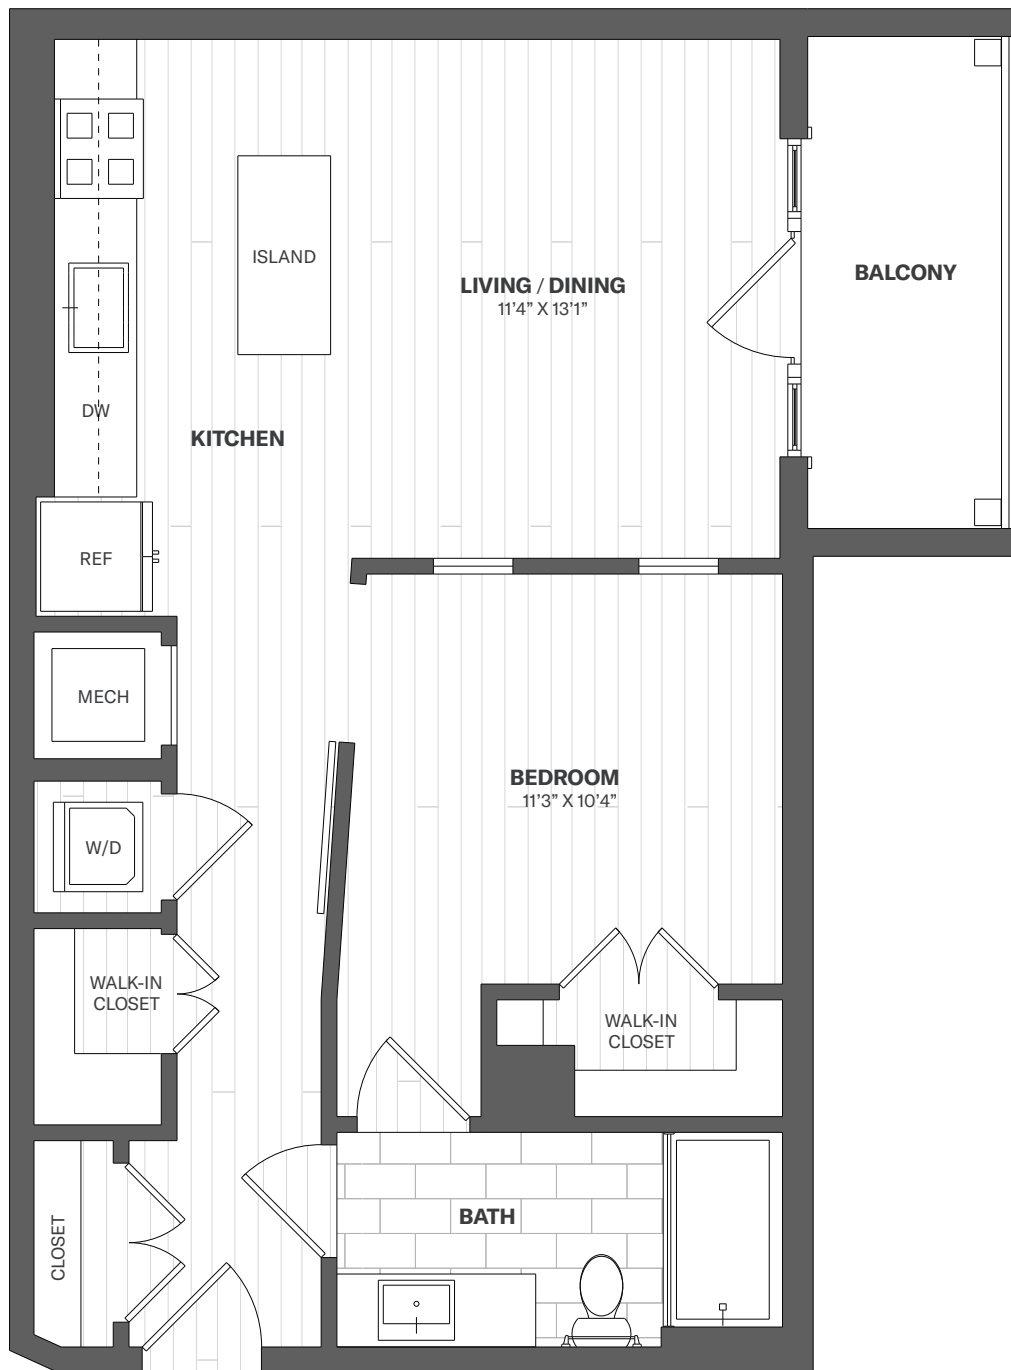 ISLAND
LIVING / DINING
11’4” X 13’1”
BALCONY
DW
KITCHEN
REF
MECH
BEDROOM
11’3” X 10’4”
W/D
WALK-IN
CLOSET
WALK-IN
CLOSET
BATH
CLOSET